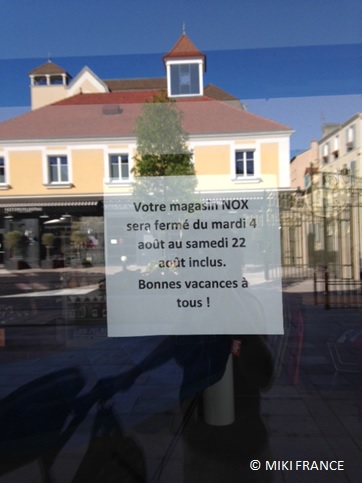 Votre magasin NOX
sera fermé du mardi 4
août au samedi 22
août inclus.
Bonnes vacances à
tous !
© MIKI FRANCE